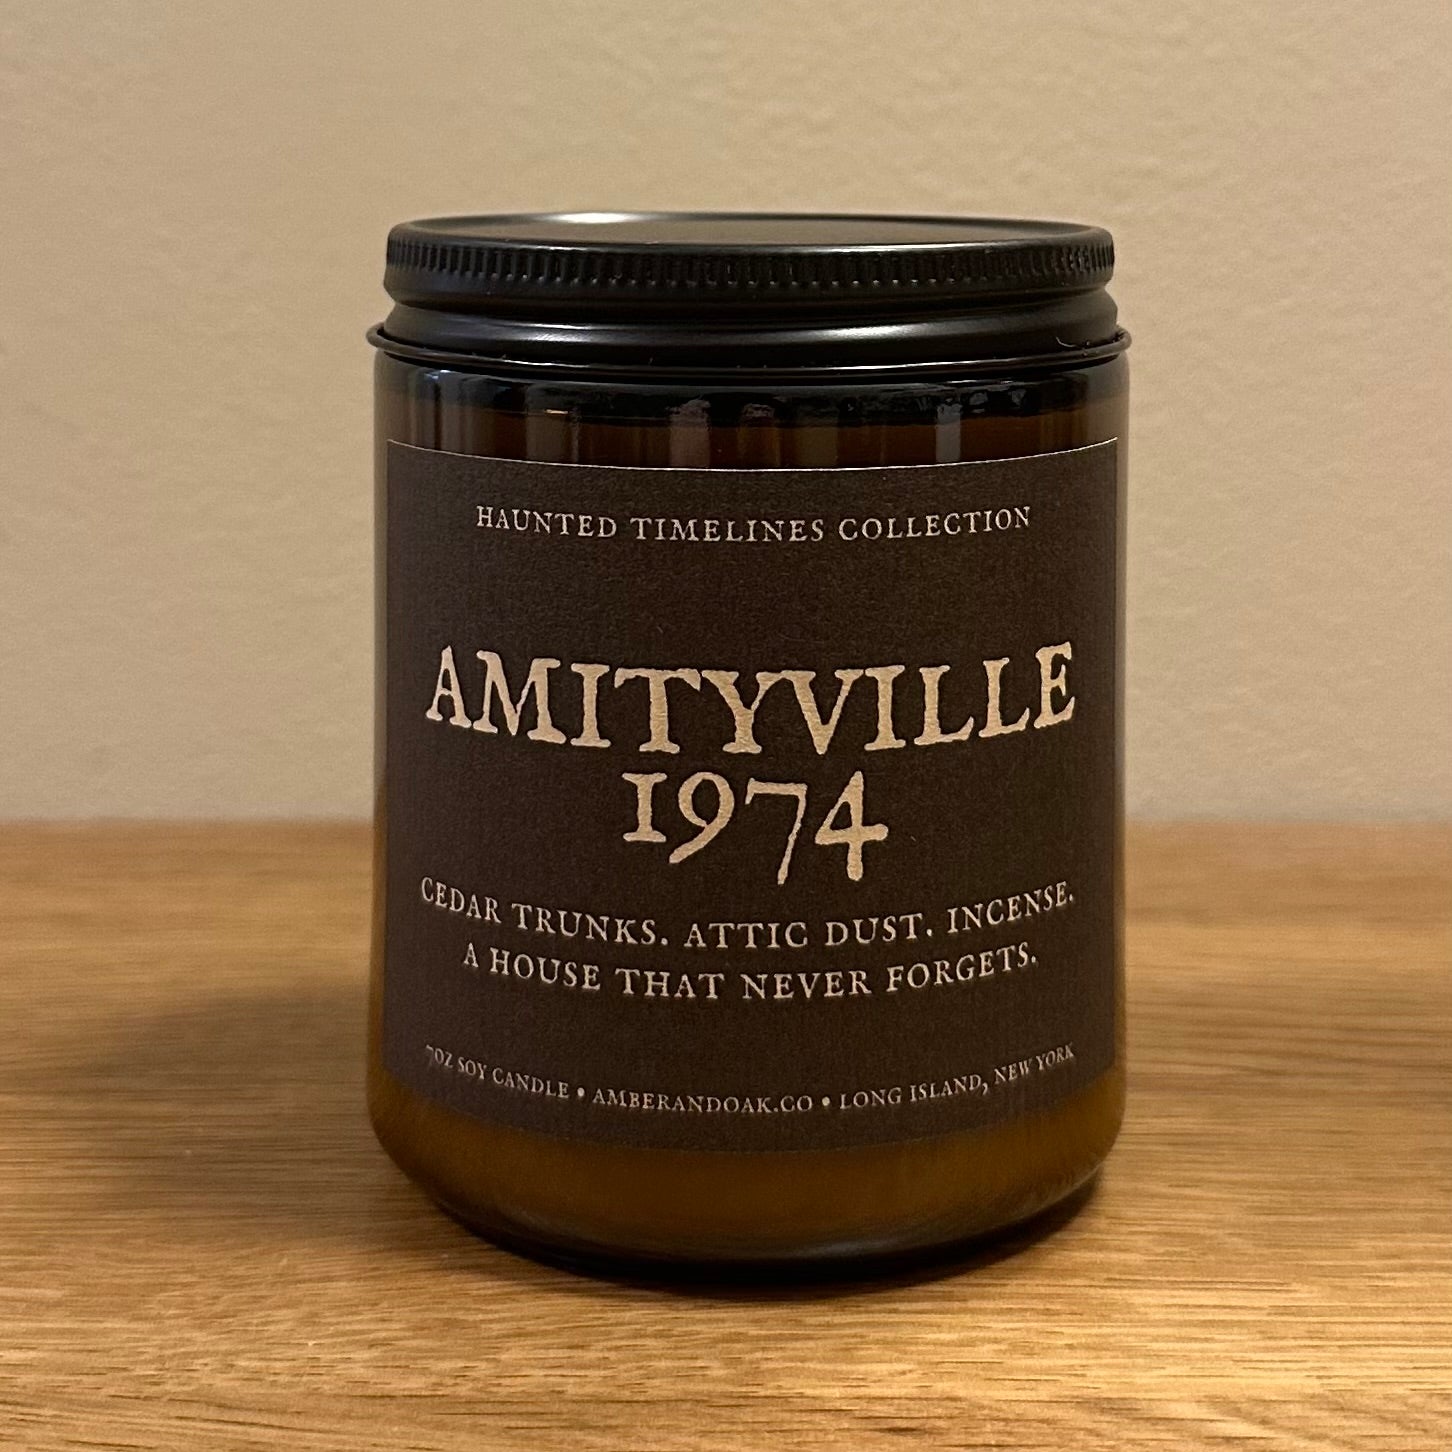 HAUNTED TIMELINES COLLECTION
AMITYVILLE
1974
CEDAR TRUNKS. ATTIC DUST. INCENSE.
A HOUSE THAT NEVER FORGETS.
7OZ SOY CANDLE • AMBERANDOAK.CO • LONG ISLAND, NEW YORK